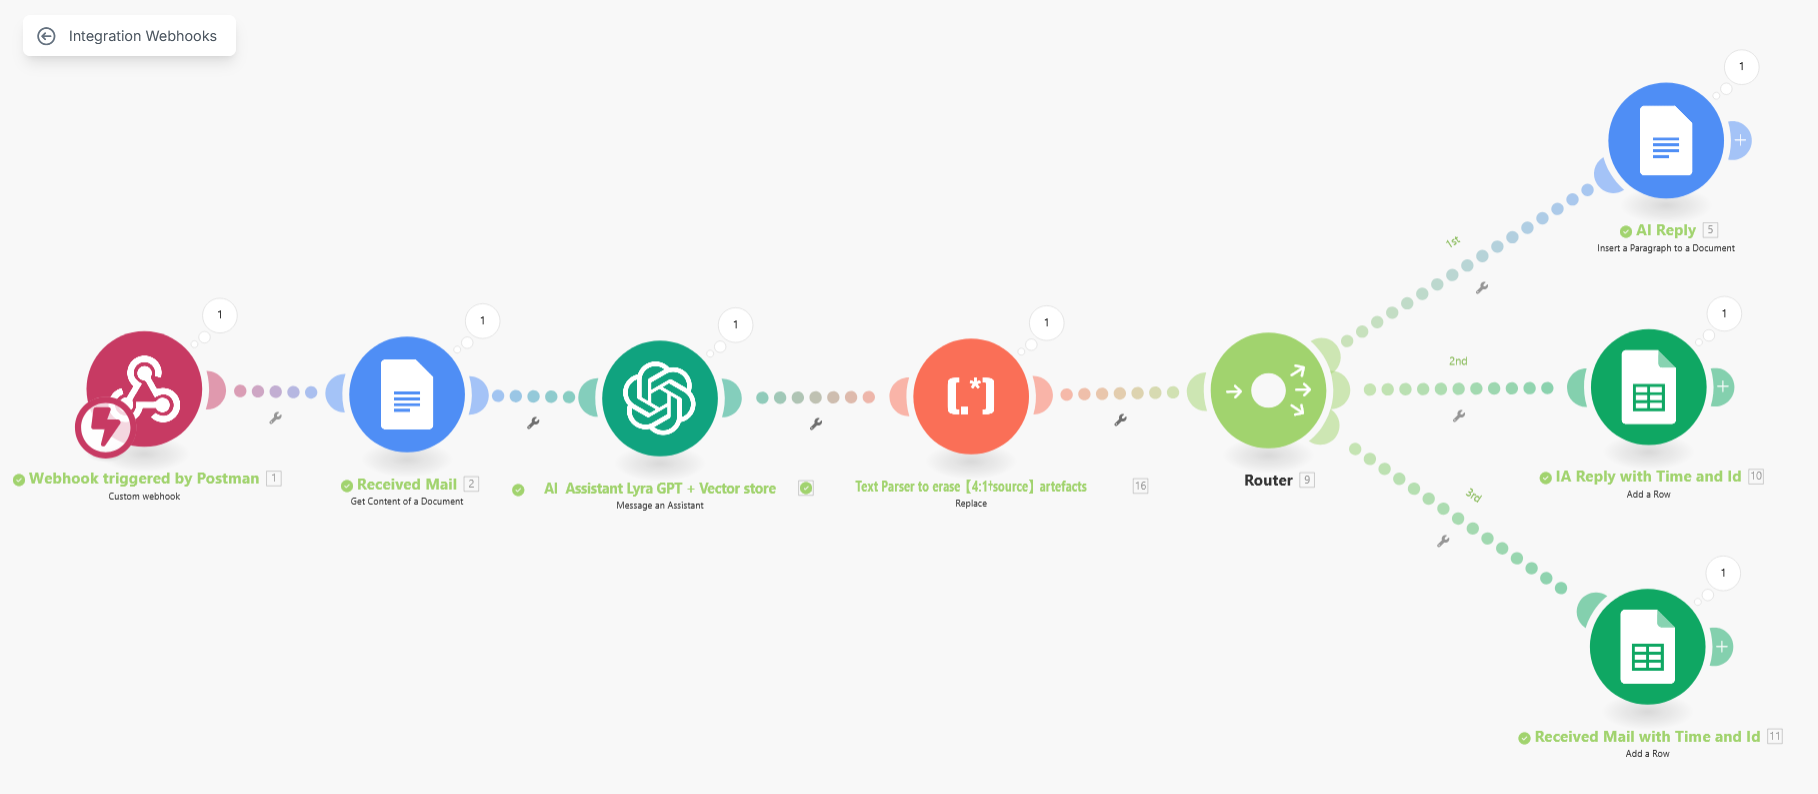 Integration Webhooks
1
Webhook triggered by Postman 1
Custom webhook
1
Received Mail 2
Get Content of a Document
1
AI Assistant Lyra GPT + Vector store
Message an Assistant
1
[.*]
Text Parser to erase【4:1†source】artefacts 16
Replace
Router 9
1st
1
AI Reply 5
Insert a Paragraph to a Document
2nd
1
IA Reply with Time and Id 10
Add a Row
3rd
1
Received Mail with Time and Id 11
Add a Row